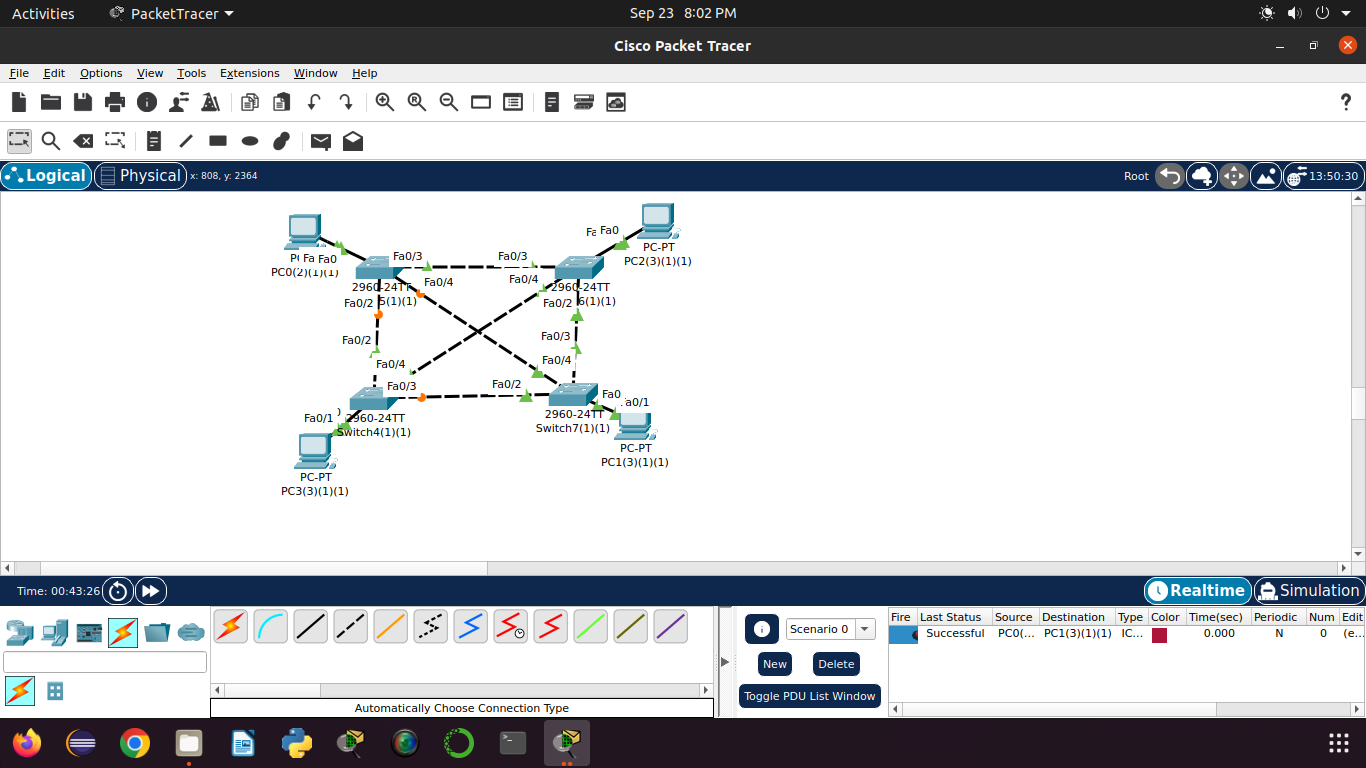 Activities PacketTracer Sep 23 8:02 PM
Cisco Packet Tracer
File Edit Options View Tools Extensions Window Help
Logical Physical x: 808, y: 2364 Root 13:50:30
Fa0
PC-PT
PC2(3)(1)(1)
Fa0
PC0(2)(1)(1)
Fa0/3 Fa0/3
Fa0/4 Fa0/4
2960-24TT 2960-24TT
5(1)(1) 6(1)(1)
Fa0/2 Fa0/2
Fa0/2 Fa0/3
Fa0/4 Fa0/4
Fa0/3 Fa0/2
Fa0 Fa0/1
Fa0/1 2960-24TT 2960-24TT
Switch4(1)(1) Switch7(1)(1)
PC-PT
PC1(3)(1)(1)
PC-PT
PC3(3)(1)(1)
Time: 00:43:26 Realtime Simulation
Fire Last Status Source Destination Type Color Time(sec) Periodic Num Edit
Successful PC0(... PC1(3)(1)(1) IC... 0.000 N 0 (e...
Scenario 0
New Delete
Toggle PDU List Window
Automatically Choose Connection Type